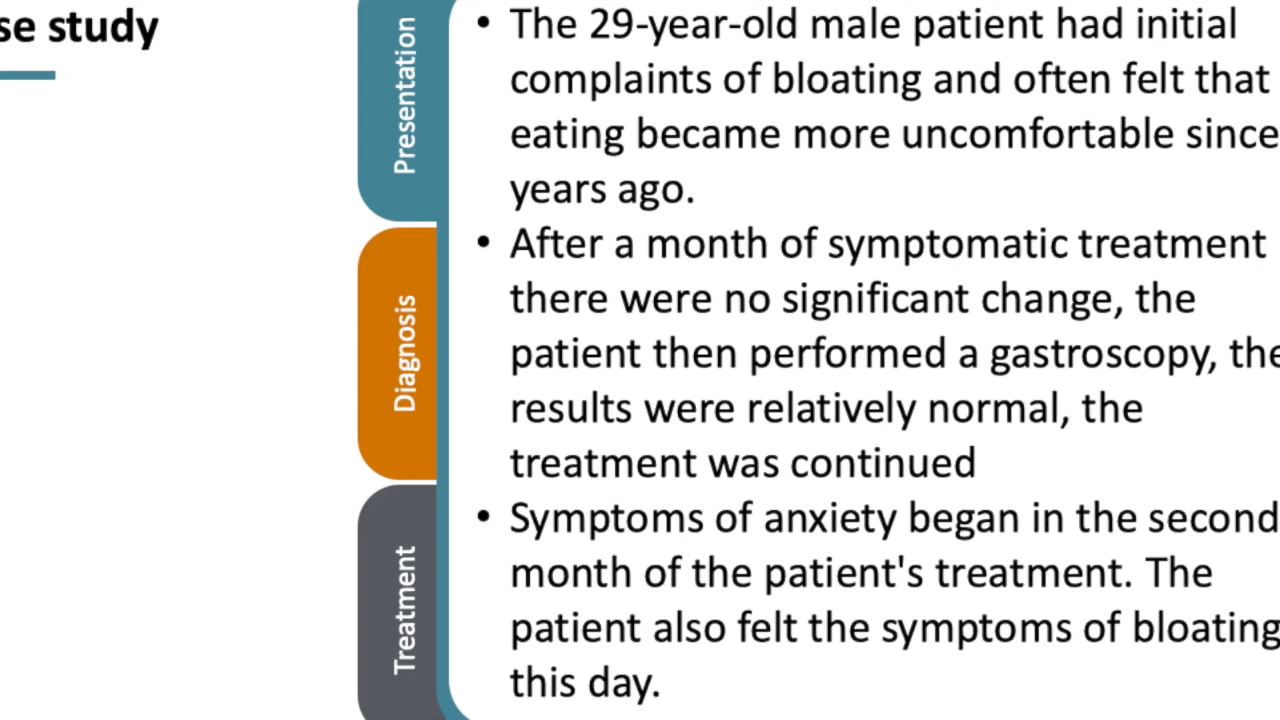 se study
Presentation
• The 29-year-old male patient had initial
complaints of bloating and often felt that
eating became more uncomfortable since
years ago.
Diagnosis
• After a month of symptomatic treatment
there were no significant change, the
patient then performed a gastroscopy, the
results were relatively normal, the
treatment was continued
Treatment
• Symptoms of anxiety began in the second
month of the patient's treatment. The
patient also felt the symptoms of bloating
this day.